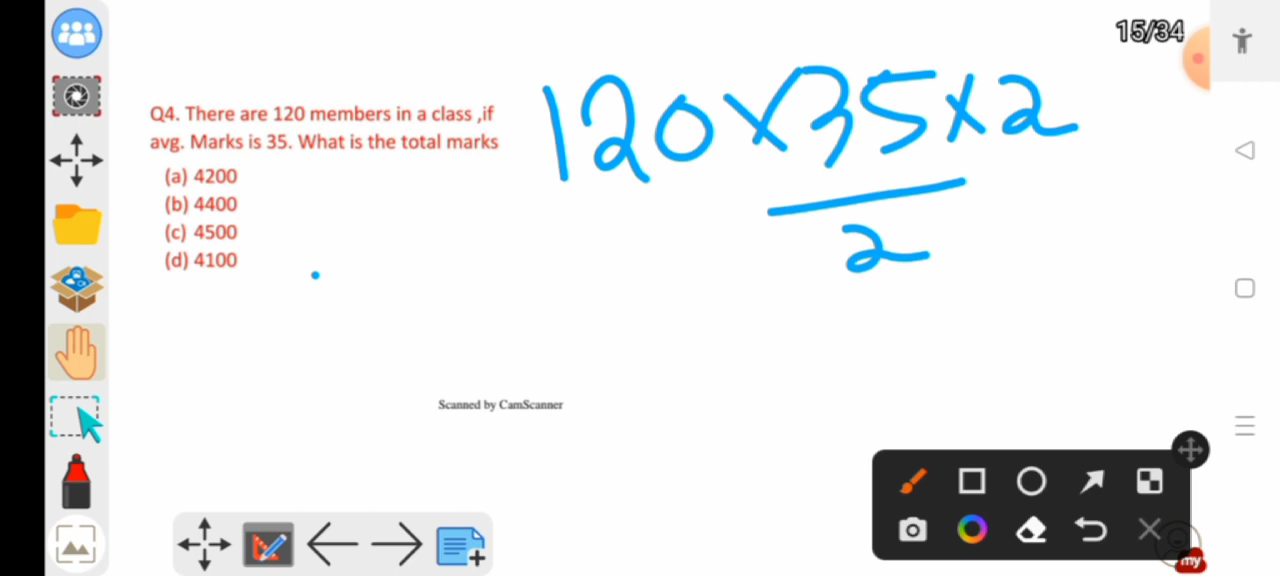 15/34
Q4. There are 120 members in a class ,if
avg. Marks is 35. What is the total marks
(a) 4200
(b) 4400
(c) 4500
(d) 4100
120 x 35 x 2
2
Scanned by CamScanner
my